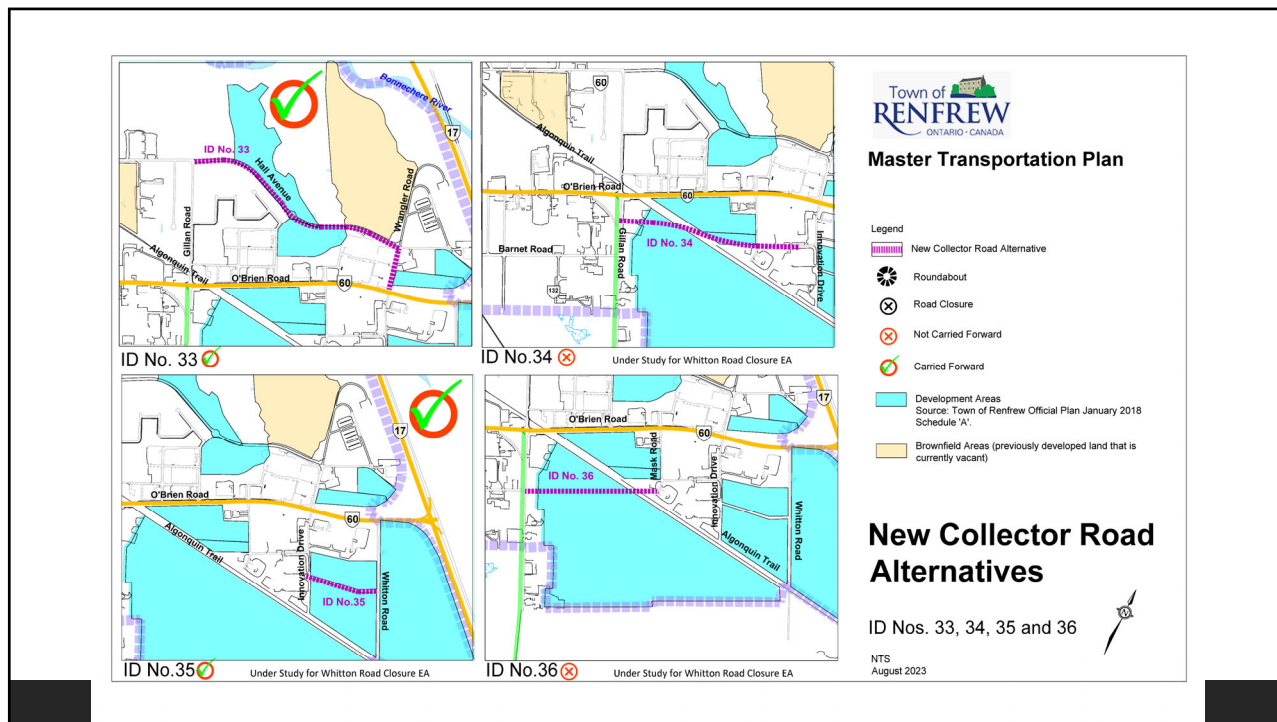 Bonnechere River
17
ID No. 33
Hall Avenue
Wrangler Road
Gillan Road
Algonquin Trail
O'Brien Road
60
ID No. 33
60
Algonquin Trail
O'Brien Road
60
ID No. 34
Barnet Road
Gillan Road
Innovation Drive
132
ID No.34
Under Study for Whitton Road Closure EA
17
O'Brien Road
60
Algonquin Trail
Innovation Drive
Whitton Road
ID No.35
ID No.35
Under Study for Whitton Road Closure EA
O'Brien Road
60
Mask Road
ID No. 36
Innovation Drive
Whitton Road
Algonquin Trail
ID No.36
Under Study for Whitton Road Closure EA
Town of
RENFREW
ONTARIO · CANADA
Master Transportation Plan
Legend
New Collector Road Alternative
Roundabout
Road Closure
Not Carried Forward
Carried Forward
Development Areas
Source: Town of Renfrew Official Plan January 2018
Schedule 'A'.
Brownfield Areas (previously developed land that is
currently vacant)
New Collector Road
Alternatives
ID Nos. 33, 34, 35 and 36
N
NTS
August 2023